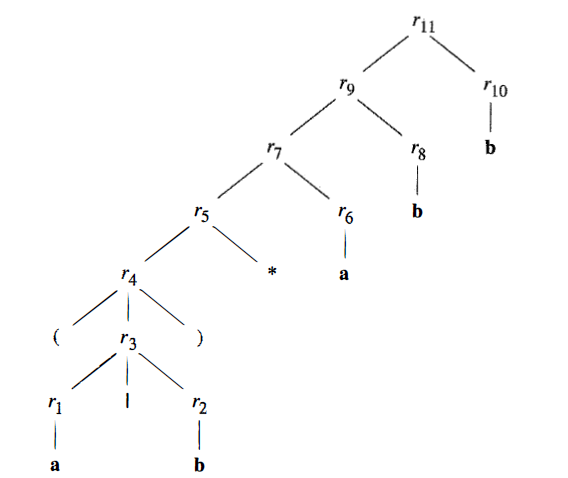 r11
r9 r10
r7 r8 b
r5 r6 b
r4 * a
( r3 )
r1 | r2
a b